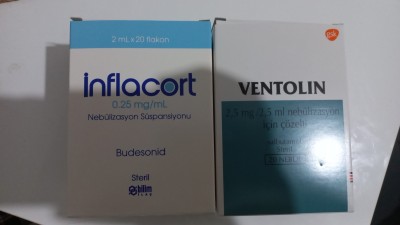 2 mL x 20 flakon
inflacort
0.25 mg/mL
Nebülizasyon Süspansiyonu
Budesonid
Steril
bilim
gsk
VENTOLIN
2,5 mg/2,5 ml nebülizasyon
için çözelti